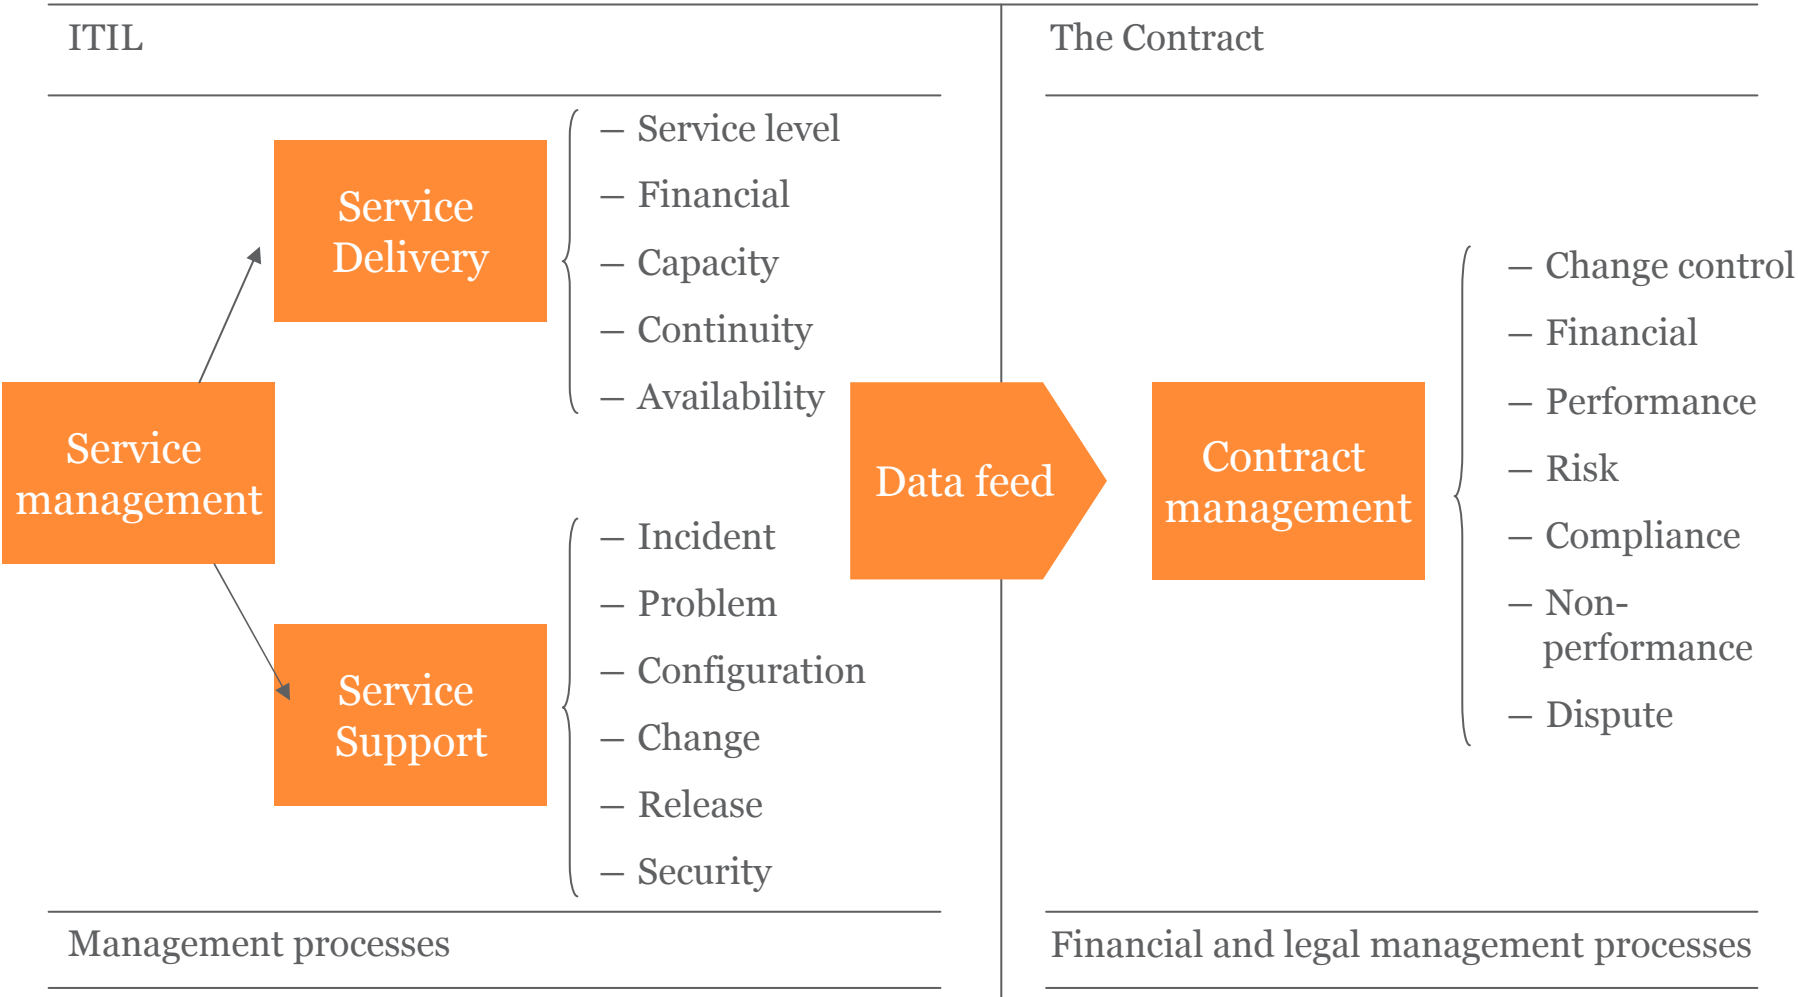 ITIL
The Contract
Service
Delivery
— Service level
— Financial
— Capacity
— Continuity
— Availability
Service
management
Service
Support
— Incident
— Problem
— Configuration
— Change
— Release
— Security
Data feed
Contract
management
— Change control
— Financial
— Performance
— Risk
— Compliance
— Non-
performance
— Dispute
Management processes
Financial and legal management processes